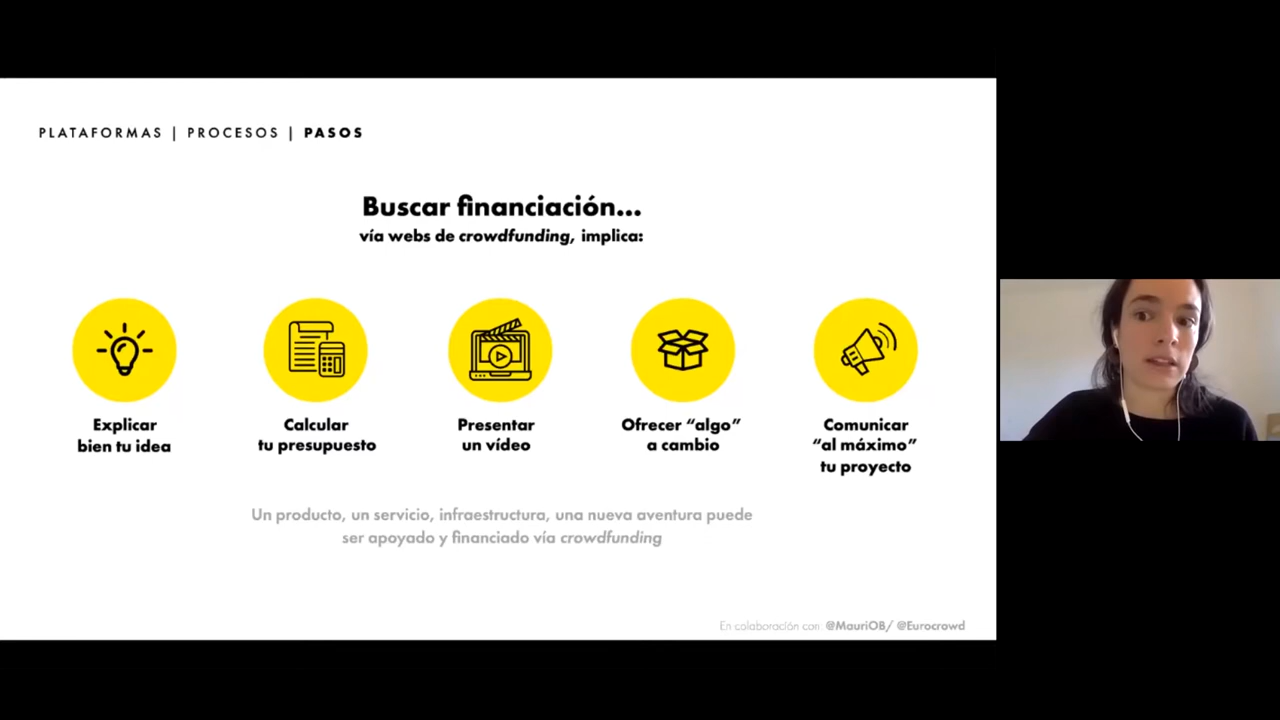 PLATAFORMAS | PROCESOS | PASOS
Buscar financiación...
vía webs de crowdfunding, implica:
Explicar
bien tu idea
Calcular
tu presupuesto
Presentar
un vídeo
Ofrecer “algo”
a cambio
Comunicar
“al máximo”
tu proyecto
Un producto, un servicio, infraestructura, una nueva aventura puede
ser apoyado y financiado vía crowdfunding
En colaboración con @MauriOB/ @Eurocrowd